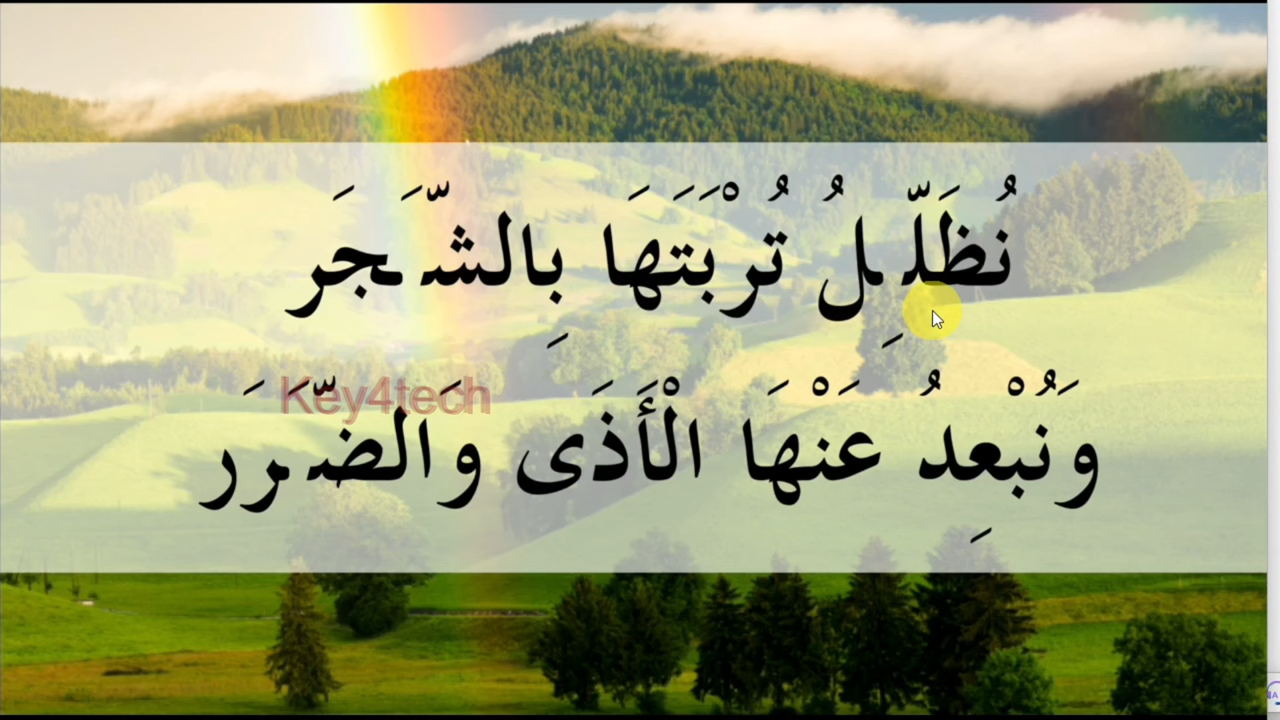 نُظَلِّلُ تُرْبَتَهَا بِالشَّجَرَ
وَنُبْعِدُ عَنْهَا الْأَذَى وَالضَّرَرَ
Key4tech